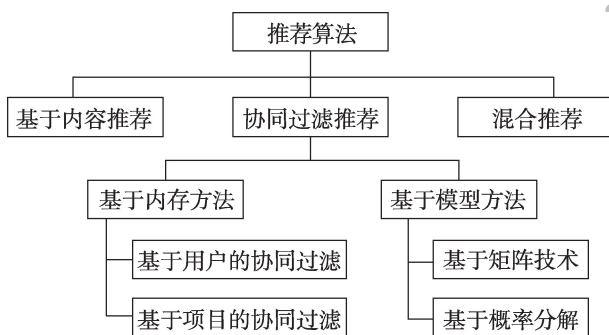 推荐算法
基于内容推荐
协同过滤推荐
混合推荐
基于内存方法
基于模型方法
基于用户的协同过滤
基于矩阵技术
基于项目的协同过滤
基于概率分解